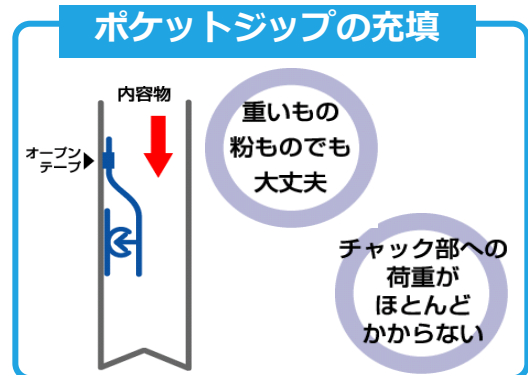 ポケットジップの充填
内容物
オープン
テープ
重いもの
粉ものでも
大丈夫
チャック部への
荷重が
ほとんど
かからない